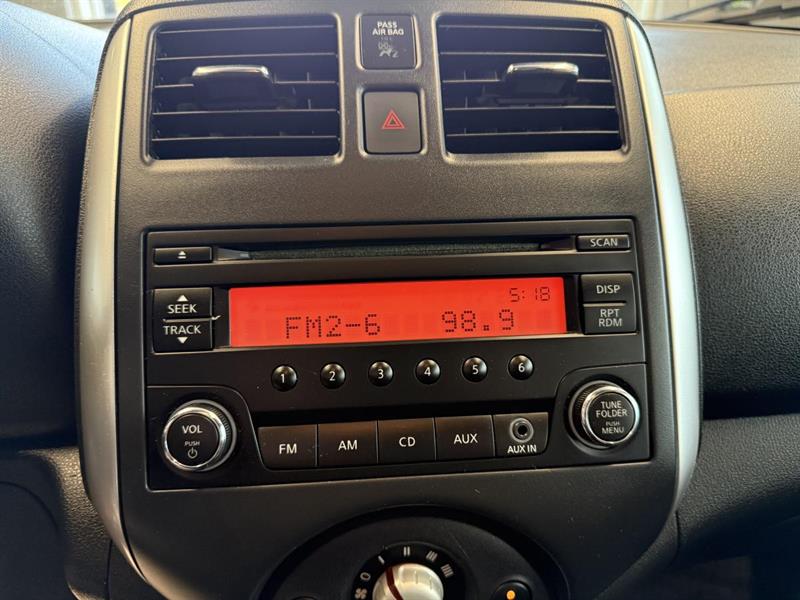 PASS
AIR BAG
SCAN
SEEK
TRACK
5:18
FM2-6 98.9
DISP
RPT
RDM
1 2 3 4 5 6
VOL
PUSH
FM AM CD AUX AUX IN
TUNE
FOLDER
PUSH
MENU
0